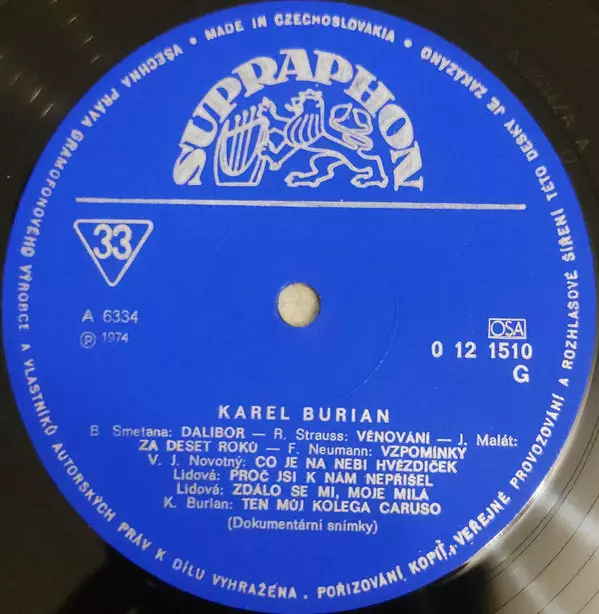 VŠECHNA PRÁVA GRAMOFONOVÉHO VÝROBCE A VLASTNÍKŮ AUTORSKÝCH PRÁV K DÍLU VYHRAŽENA • POŘIZOVÁNÍ KOPIÍ, VEŘEJNÉ PROVOZOVÁNÍ A ROZHLASOVÉ ŠÍŘENÍ TÉTO DESKY JE ZAKÁZÁNO • MADE IN CZECHOSLOVAKIA •
SUPRAPHON
33
A 6334
Ⓟ 1974
OSA
0 12 1510
G
KAREL BURIAN
B. Smetana: DALIBOR — R. Strauss: VĚNOVÁNÍ — J. Malát:
ZA DESET ROKŮ — F. Neumann: VZPOMÍNKY
V. J. Novotný: CO JE NA NEBI HVĚZDIČEK
Lidová: PROČ JSI K NÁM NEPŘIŠEL
Lidová: ZDÁLO SE MI, MOJE MILÁ
K. Burian: TEN MŮJ KOLEGA CARUSO
(Dokumentární snímky)